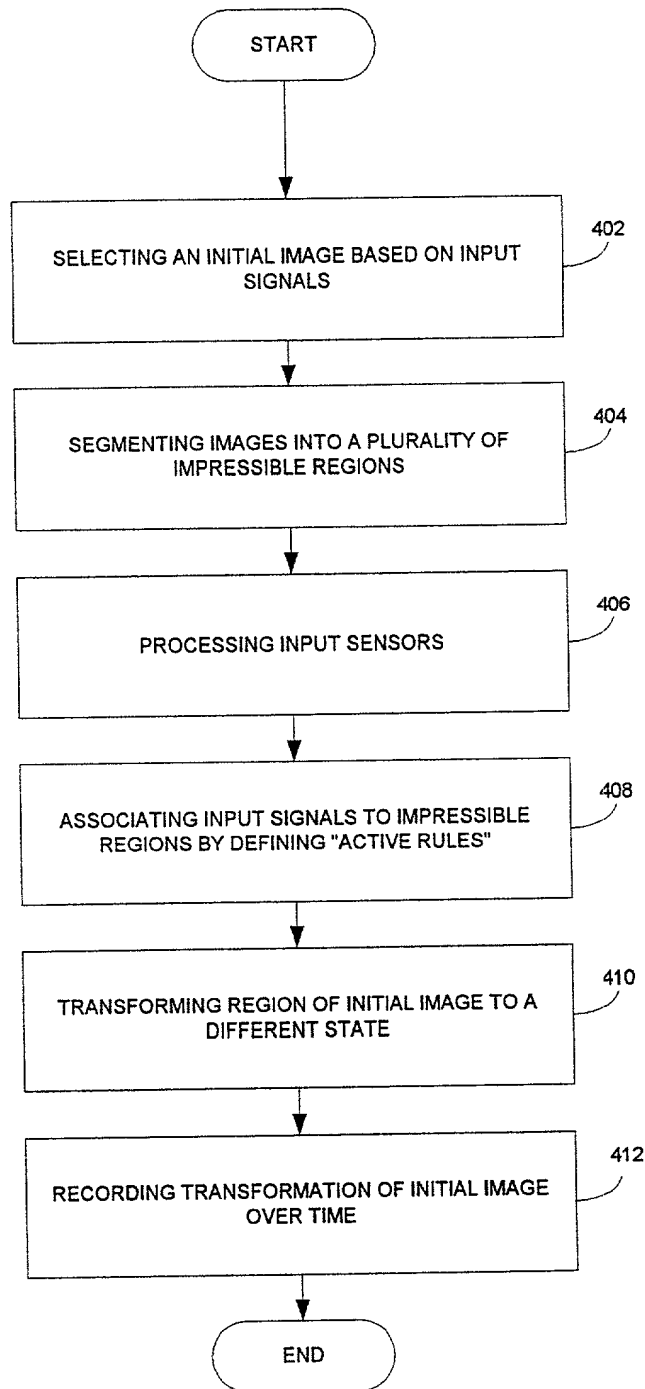 START
SELECTING AN INITIAL IMAGE BASED ON INPUT
SIGNALS
402
SEGMENTING IMAGES INTO A PLURALITY OF
IMPRESSIBLE REGIONS
404
PROCESSING INPUT SENSORS
406
ASSOCIATING INPUT SIGNALS TO IMPRESSIBLE
REGIONS BY DEFINING "ACTIVE RULES"
408
TRANSFORMING REGION OF INITIAL IMAGE TO A
DIFFERENT STATE
410
RECORDING TRANSFORMATION OF INITIAL IMAGE
OVER TIME
412
END